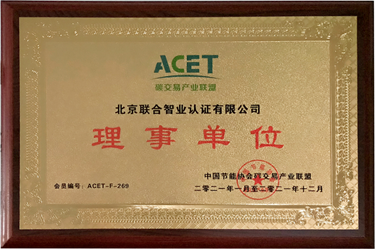 ACET
碳交易产业联盟
北京联合智业认证有限公司
理事单位
中国节能协会碳交易产业联盟
会员编号：ACET-F-269
二零二一年一月至二零二一年十二月